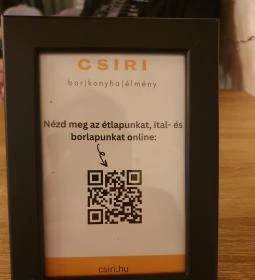 CSIRI
bor|konyha|élmény
Nézd meg az étlapunkat, ital- és
borlapunkat online:
csiri.hu